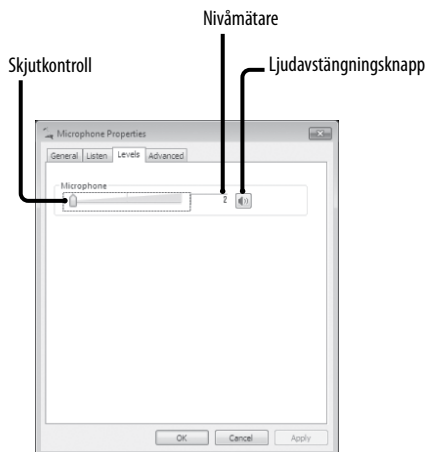 Nivåmätare
Skjutkontroll
Ljudavstängningsknapp
Microphone Properties
General Listen Levels Advanced
Microphone
2
OK Cancel Apply